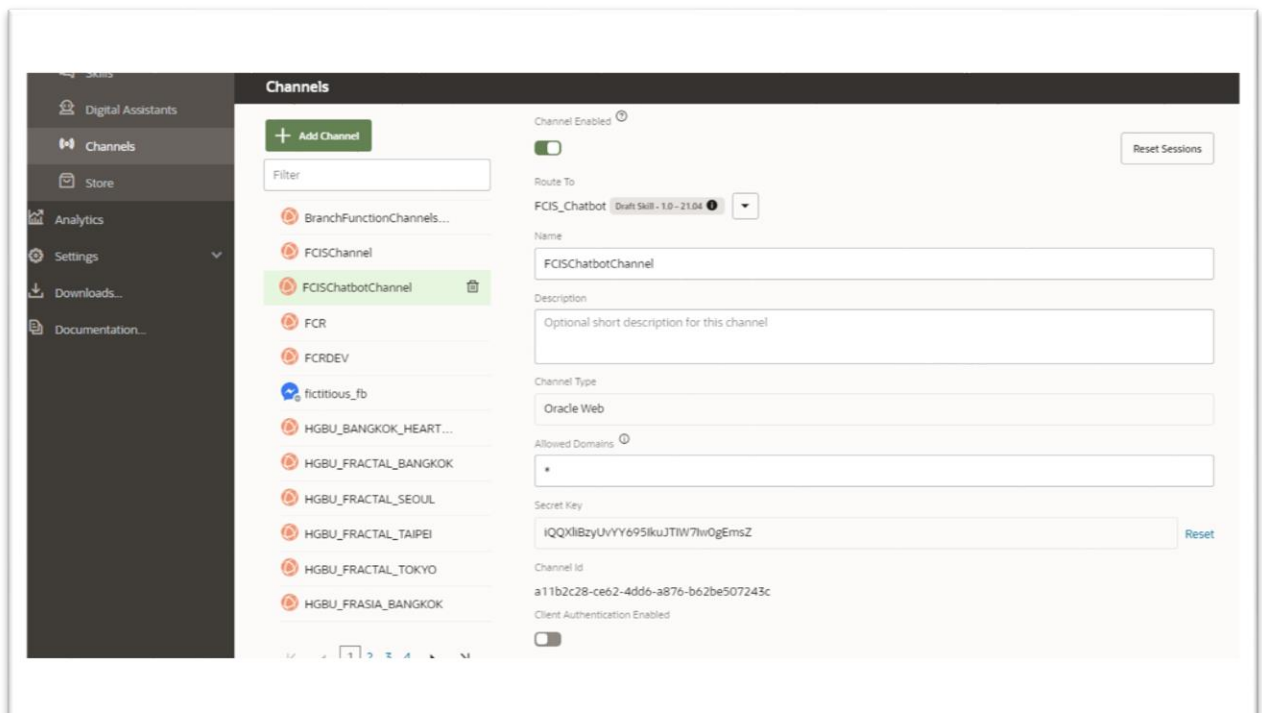 Skills
Digital Assistants
Channels
Store
Analytics
Settings
Downloads...
Documentation...
Channels
+ Add Channel
Filter
BranchFunctionChannels...
FCISChannel
FCISChatbotChannel
FCR
FCRDEV
fictitious_fb
HGBU_BANGKOK_HEART...
HGBU_FRACTAL_BANGKOK
HGBU_FRACTAL_SEOUL
HGBU_FRACTAL_TAIPEI
HGBU_FRACTAL_TOKYO
HGBU_FRASIA_BANGKOK
1 2 3 4
Channel Enabled
Reset Sessions
Route To
FCIS_Chatbot Draft Skill - 1.0 - 21.04
Name
FCISChatbotChannel
Description
Optional short description for this channel
Channel Type
Oracle Web
Allowed Domains
*
Secret Key
iQQXliBzyUvYY695IkuJTIW7lw0gEmsZ
Reset
Channel Id
a11b2c28-ce62-4dd6-a876-b62be507243c
Client Authentication Enabled